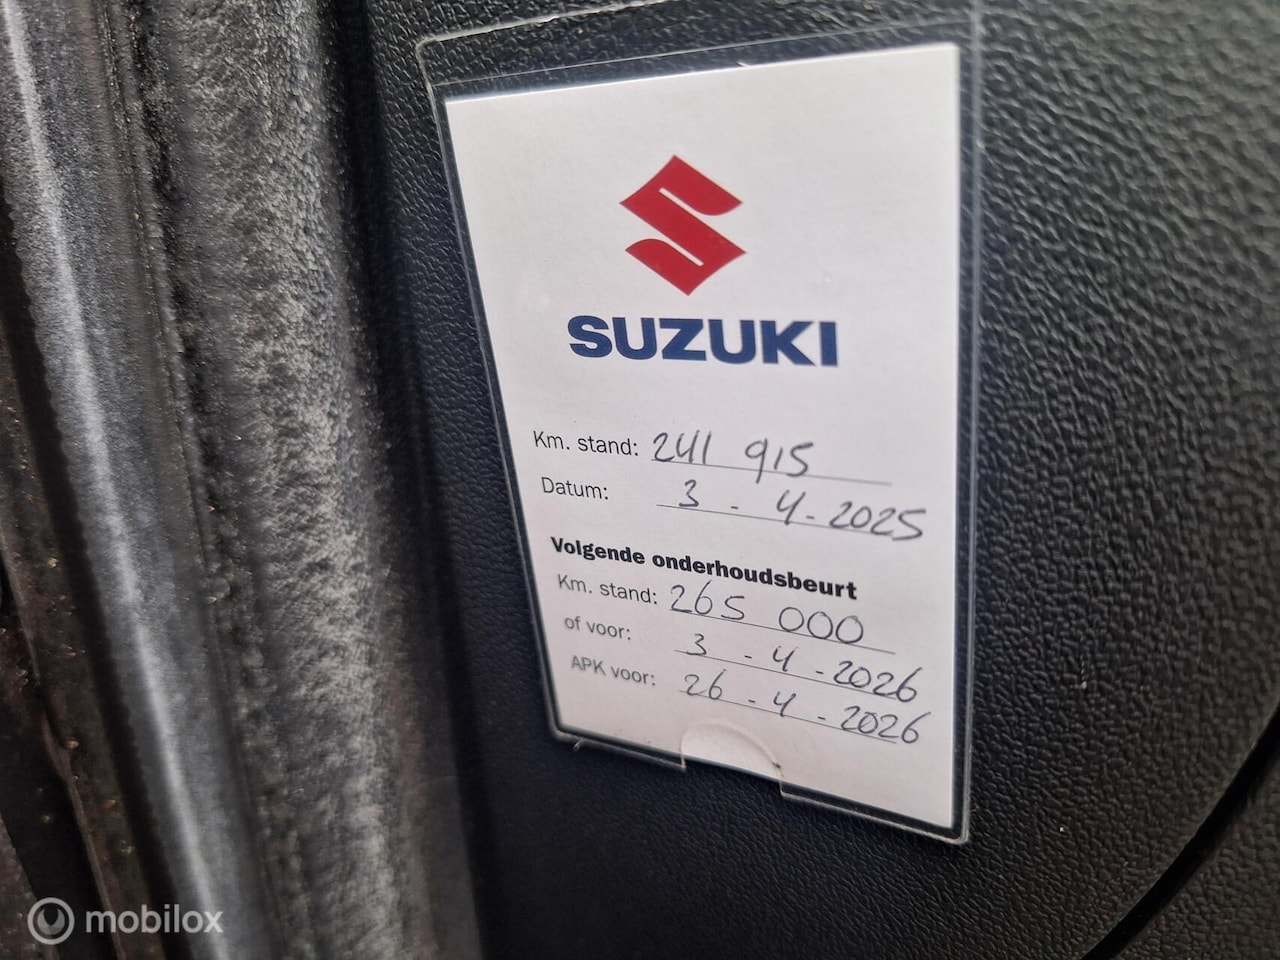 SUZUKI
Km. stand: 241 915
Datum: 3 - 4 - 2025
Volgende onderhoudsbeurt
Km. stand: 265 000
of voor: 3 - 4 - 2026
APK voor: 26 - 4 - 2026
mobilox